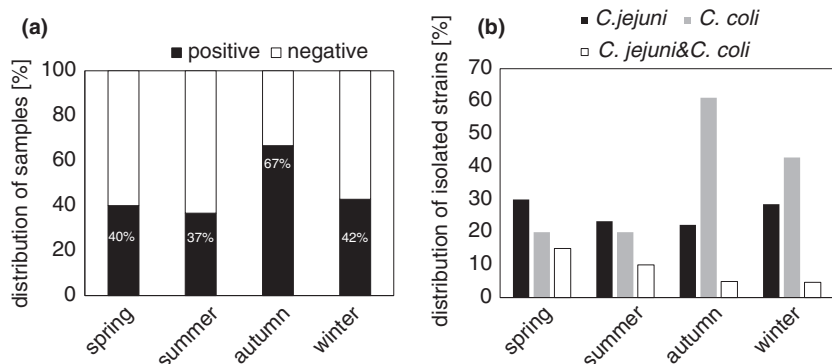 (a)
positive negative
distribution of samples [%]
100
80
60
40
20
0
40%
37%
67%
42%
spring
summer
autumn
winter
(b)
C.jejuni C. coli
C. jejuni&C. coli
distribution of isolated strains [%]
70
60
50
40
30
20
10
0
spring
summer
autumn
winter